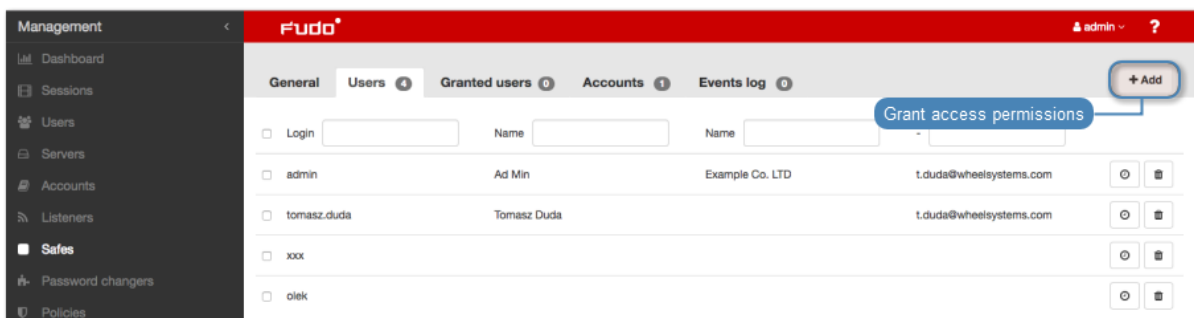 Management
Fudo
admin
?
Dashboard
Sessions
Users
Servers
Accounts
Listeners
Safes
Password changers
Policies
General
Users 4
Granted users 0
Accounts 1
Events log 0
+ Add
Grant access permissions
Login
Name
Name
-
admin Ad Min Example Co. LTD t.duda@wheelsystems.com
tomasz.duda Tomasz Duda t.duda@wheelsystems.com
xxx
olek